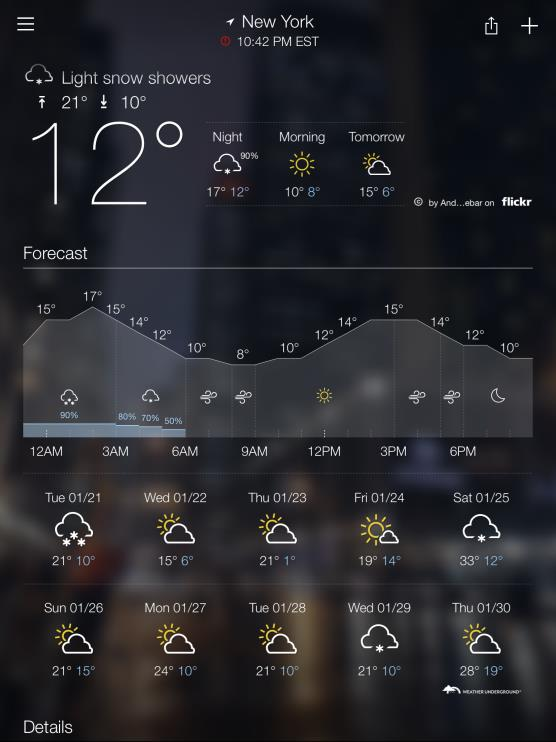 New York
10:42 PM EST
Light snow showers
21° 10°
12°
Night Morning Tomorrow
90%
17° 12° 10° 8° 15° 6°
© by And...ebar on flickr
Forecast
15° 17° 15° 14° 12° 10° 8° 10° 12° 14° 15° 14° 12° 10°
90% 80% 70% 50%
12AM 3AM 6AM 9AM 12PM 3PM 6PM
Tue 01/21 Wed 01/22 Thu 01/23 Fri 01/24 Sat 01/25
21° 10° 15° 6° 21° 1° 19° 14° 33° 12°
Sun 01/26 Mon 01/27 Tue 01/28 Wed 01/29 Thu 01/30
21° 15° 24° 10° 21° 10° 21° 10° 28° 19°
WEATHER UNDERGROUND
Details